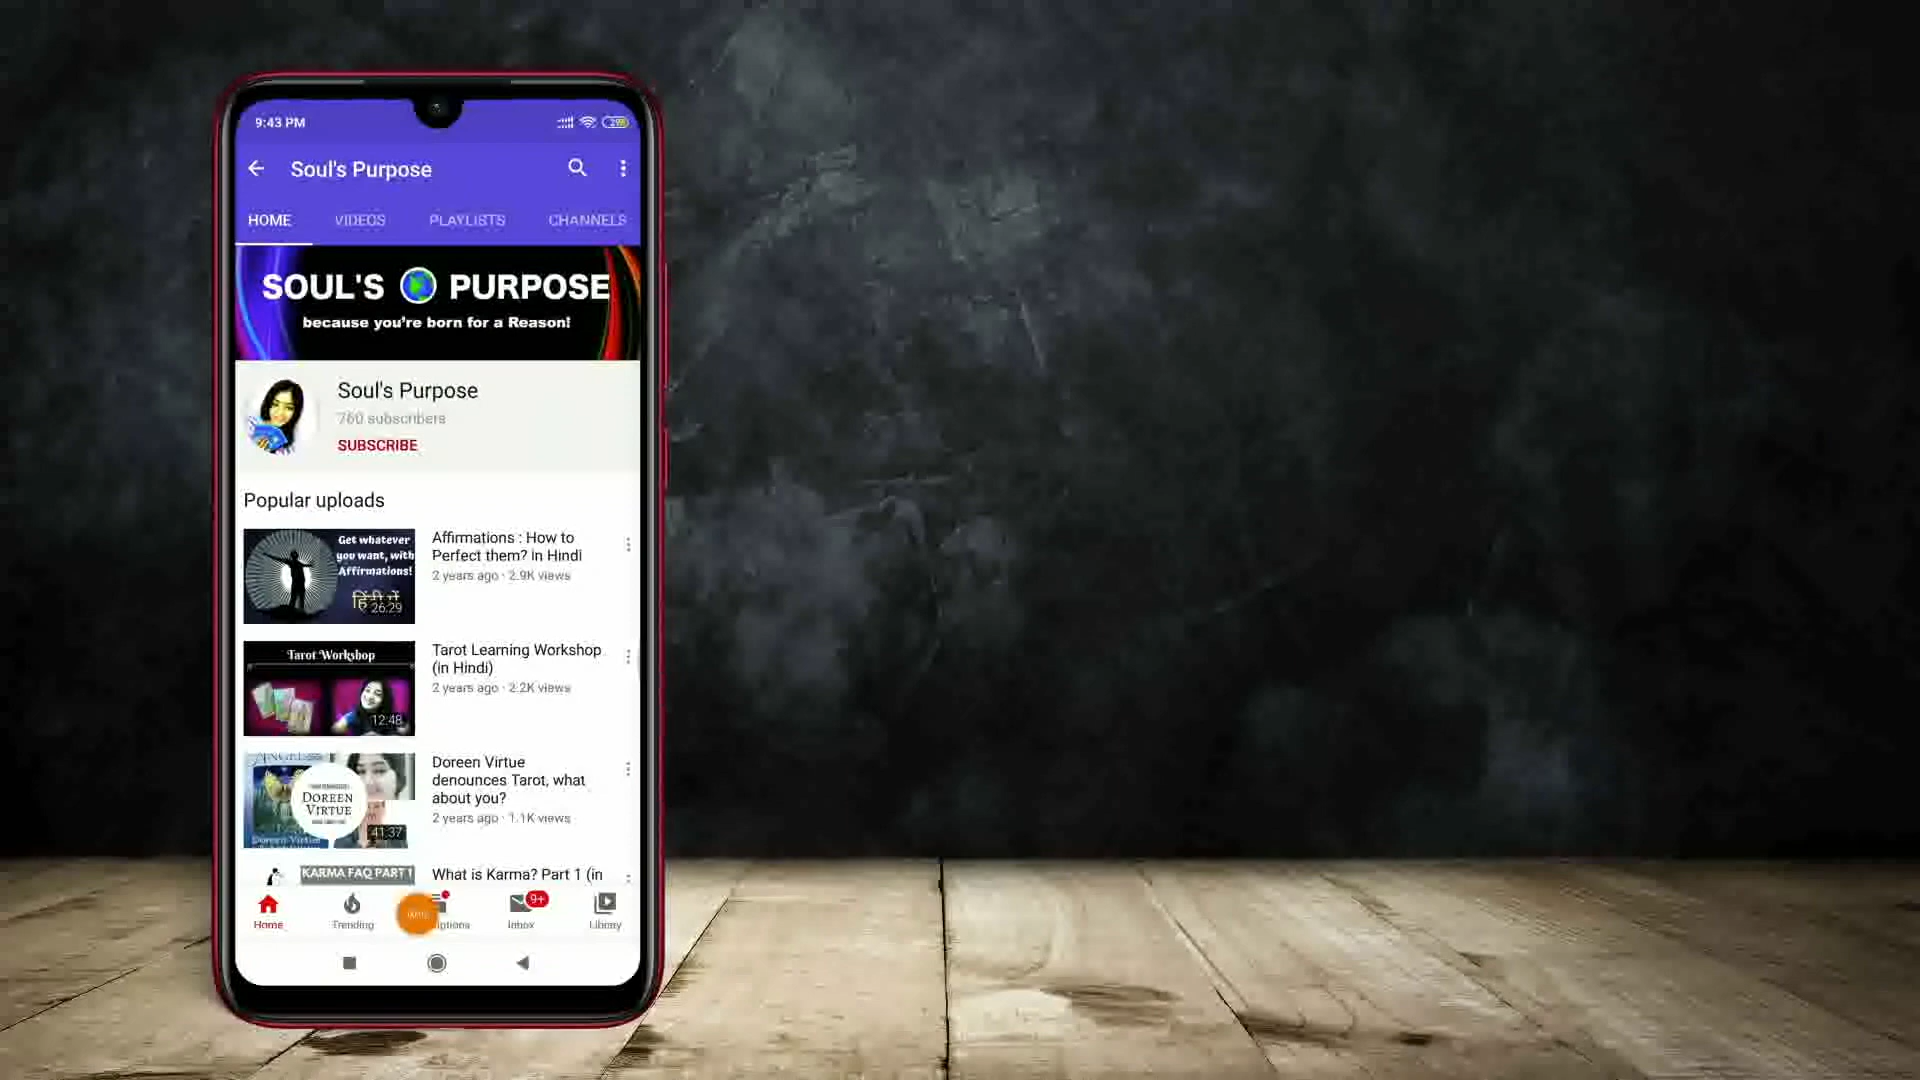 9:43 PM
Soul's Purpose
HOME VIDEOS PLAYLISTS CHANNELS
SOUL'S PURPOSE
because you're born for a Reason!
Soul's Purpose
760 subscribers
SUBSCRIBE
Popular uploads
Get whatever
you want, with
Affirmations!
हिंदी में
26:29
Affirmations : How to
Perfect them? in Hindi
2 years ago · 2.9K views
Tarot Workshop
12:48
Tarot Learning Workshop
(in Hindi)
2 years ago · 2.2K views
DOREEN
VIRTUE
Doreen Virtue
41:37
Doreen Virtue
denounces Tarot, what
about you?
2 years ago · 1.1K views
KARMA FAQ PART 1
What is Karma? Part 1 (in
9+
Home Trending Inbox Library